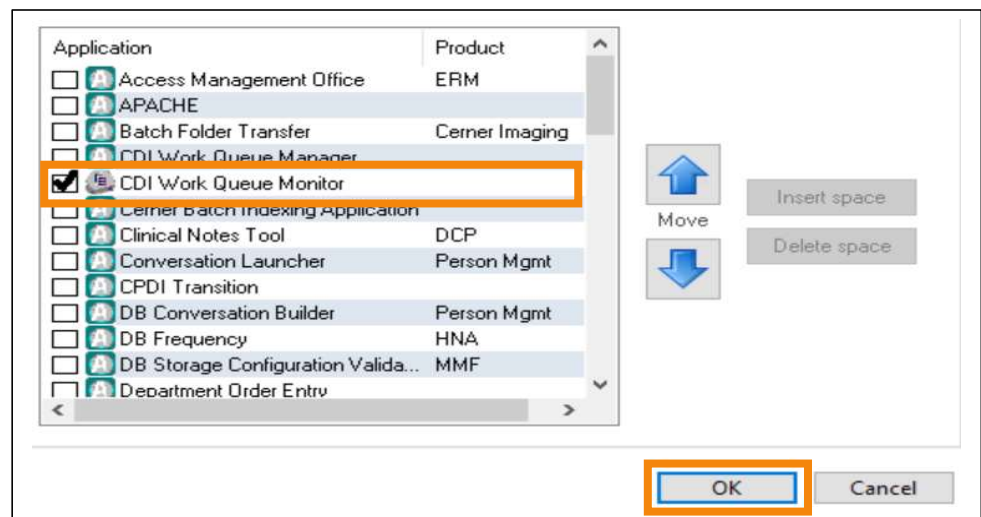 Application Product
Access Management Office ERM
APACHE
Batch Folder Transfer Cerner Imaging
CDI Work Queue Manager
CDI Work Queue Monitor
Cerner Batch Indexing Application
Clinical Notes Tool DCP
Conversation Launcher Person Mgmt
CPDI Transition
DB Conversation Builder Person Mgmt
DB Frequency HNA
DB Storage Configuration Valida... MMF
Department Order Entry
Move
Insert space
Delete space
OK Cancel